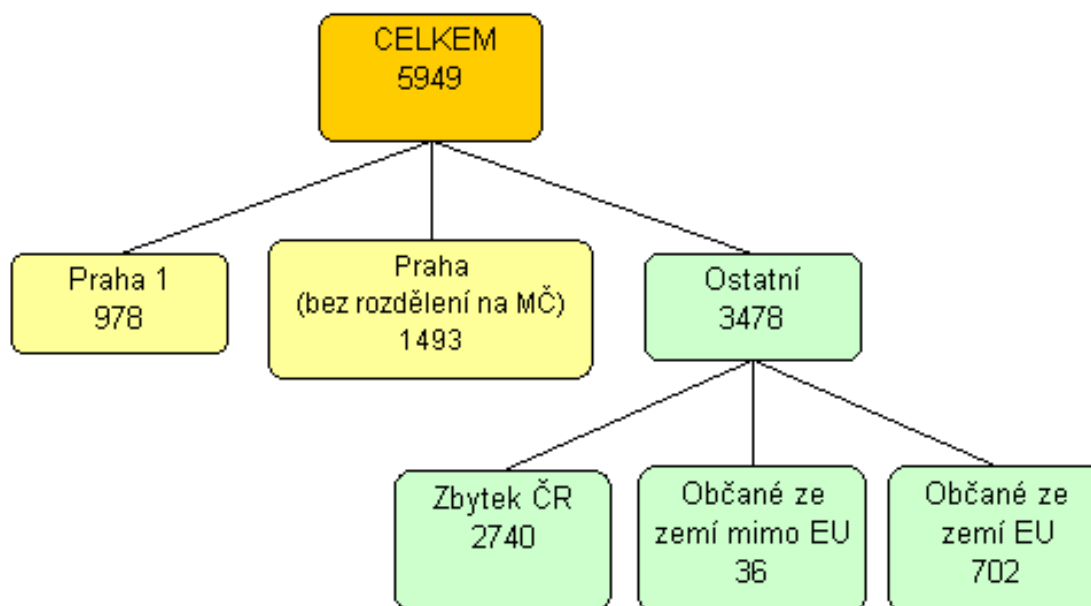 CELKEM
5949
Praha 1
978
Praha
(bez rozdělení na MČ)
1493
Ostatní
3478
Zbytek ČR
2740
Občané ze
zemí mimo EU
36
Občané ze
zemí EU
702